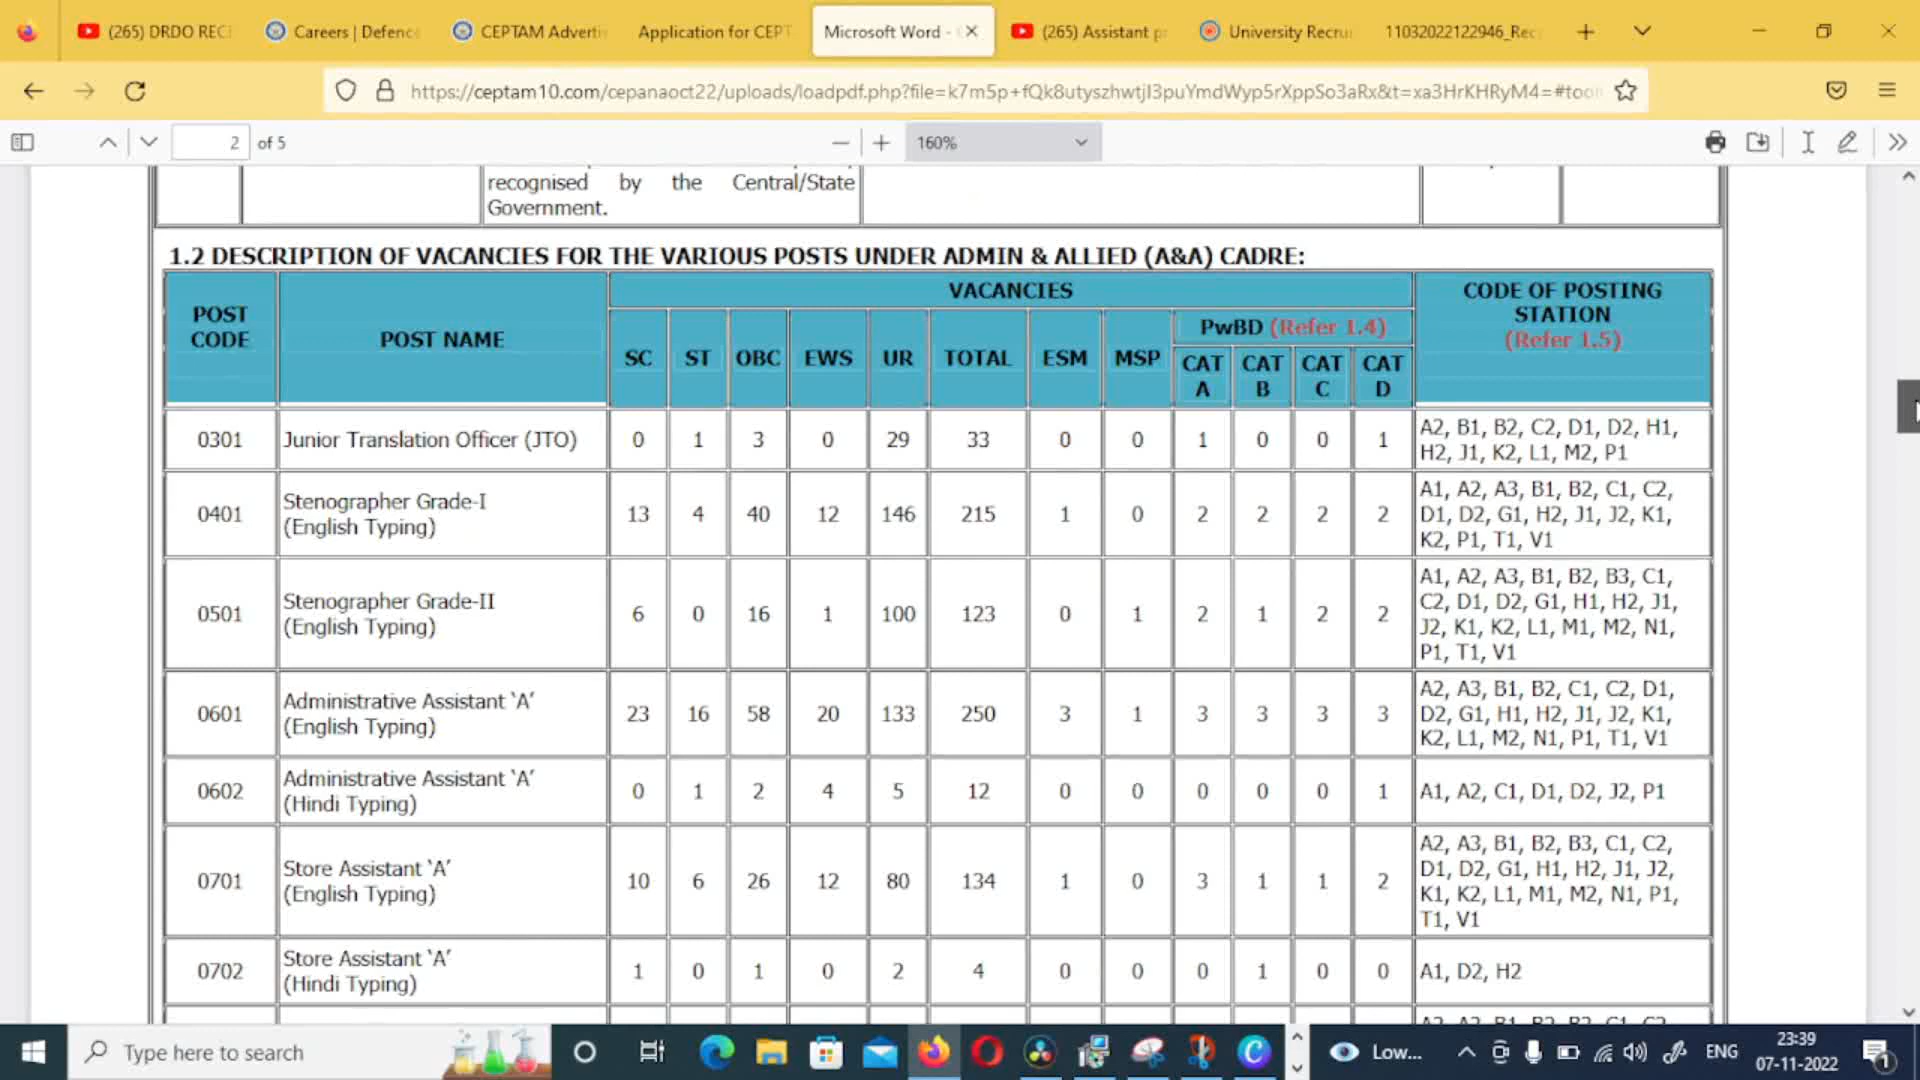 (265) DRDO REC
Careers | Defenc
CEPTAM Adverti
Application for CEPT
Microsoft Word -
(265) Assistant pr
University Recrui
11032022122946_Rec
https://ceptam10.com/cepanaoct22/uploads/loadpdf.php?file=k7m5p+fQk8utyszhwtjI3puYmdWyp5rXppSo3aRx&t=xa3HrKHRyM4=#tool
2 of 5
160%
recognised by the Central/State
Government.
1.2 DESCRIPTION OF VACANCIES FOR THE VARIOUS POSTS UNDER ADMIN & ALLIED (A&A) CADRE:
POST CODE POST NAME VACANCIES CODE OF POSTING STATION (Refer 1.5)
SC ST OBC EWS UR TOTAL ESM MSP PwBD (Refer 1.4)
CAT A CAT B CAT C CAT D
0301 Junior Translation Officer (JTO) 0 1 3 0 29 33 0 0 1 0 0 1 A2, B1, B2, C2, D1, D2, H1,
H2, J1, K2, L1, M2, P1
0401 Stenographer Grade-I
(English Typing) 13 4 40 12 146 215 1 0 2 2 2 2 A1, A2, A3, B1, B2, C1, C2,
D1, D2, G1, H2, J1, J2, K1,
K2, P1, T1, V1
0501 Stenographer Grade-II
(English Typing) 6 0 16 1 100 123 0 1 2 1 2 2 A1, A2, A3, B1, B2, B3, C1,
C2, D1, D2, G1, H1, H2, J1,
J2, K1, K2, L1, M1, M2, N1,
P1, T1, V1
0601 Administrative Assistant ‘A’
(English Typing) 23 16 58 20 133 250 3 1 3 3 3 3 A2, A3, B1, B2, C1, C2, D1,
D2, G1, H1, H2, J1, J2, K1,
K2, L1, M2, N1, P1, T1, V1
0602 Administrative Assistant ‘A’
(Hindi Typing) 0 1 2 4 5 12 0 0 0 0 0 1 A1, A2, C1, D1, D2, J2, P1
0701 Store Assistant ‘A’
(English Typing) 10 6 26 12 80 134 1 0 3 1 1 2 A2, A3, B1, B2, B3, C1, C2,
D1, D2, G1, H1, H2, J1, J2,
K1, K2, L1, M1, M2, N1, P1,
T1, V1
0702 Store Assistant ‘A’
(Hindi Typing) 1 0 1 0 2 4 0 0 0 1 0 0 A1, D2, H2
Type here to search
Low...
ENG
23:39
07-11-2022
1